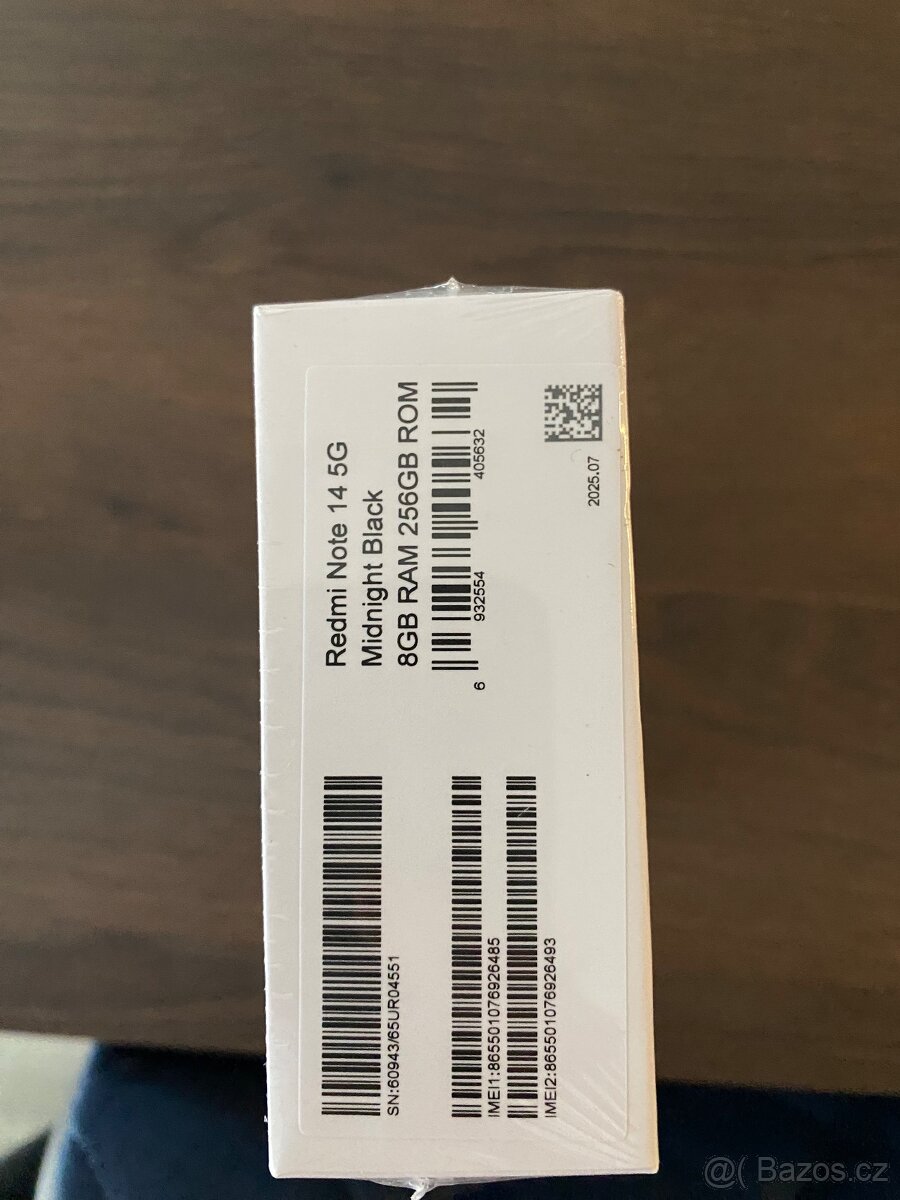 Redmi Note 14 5G
Midnight Black
8GB RAM 256GB ROM
6 932554 405632
SN:60943/65UR04551
IMEI1:865501076926485
IMEI2:865501076926493
2025.07
@( Bazos.cz